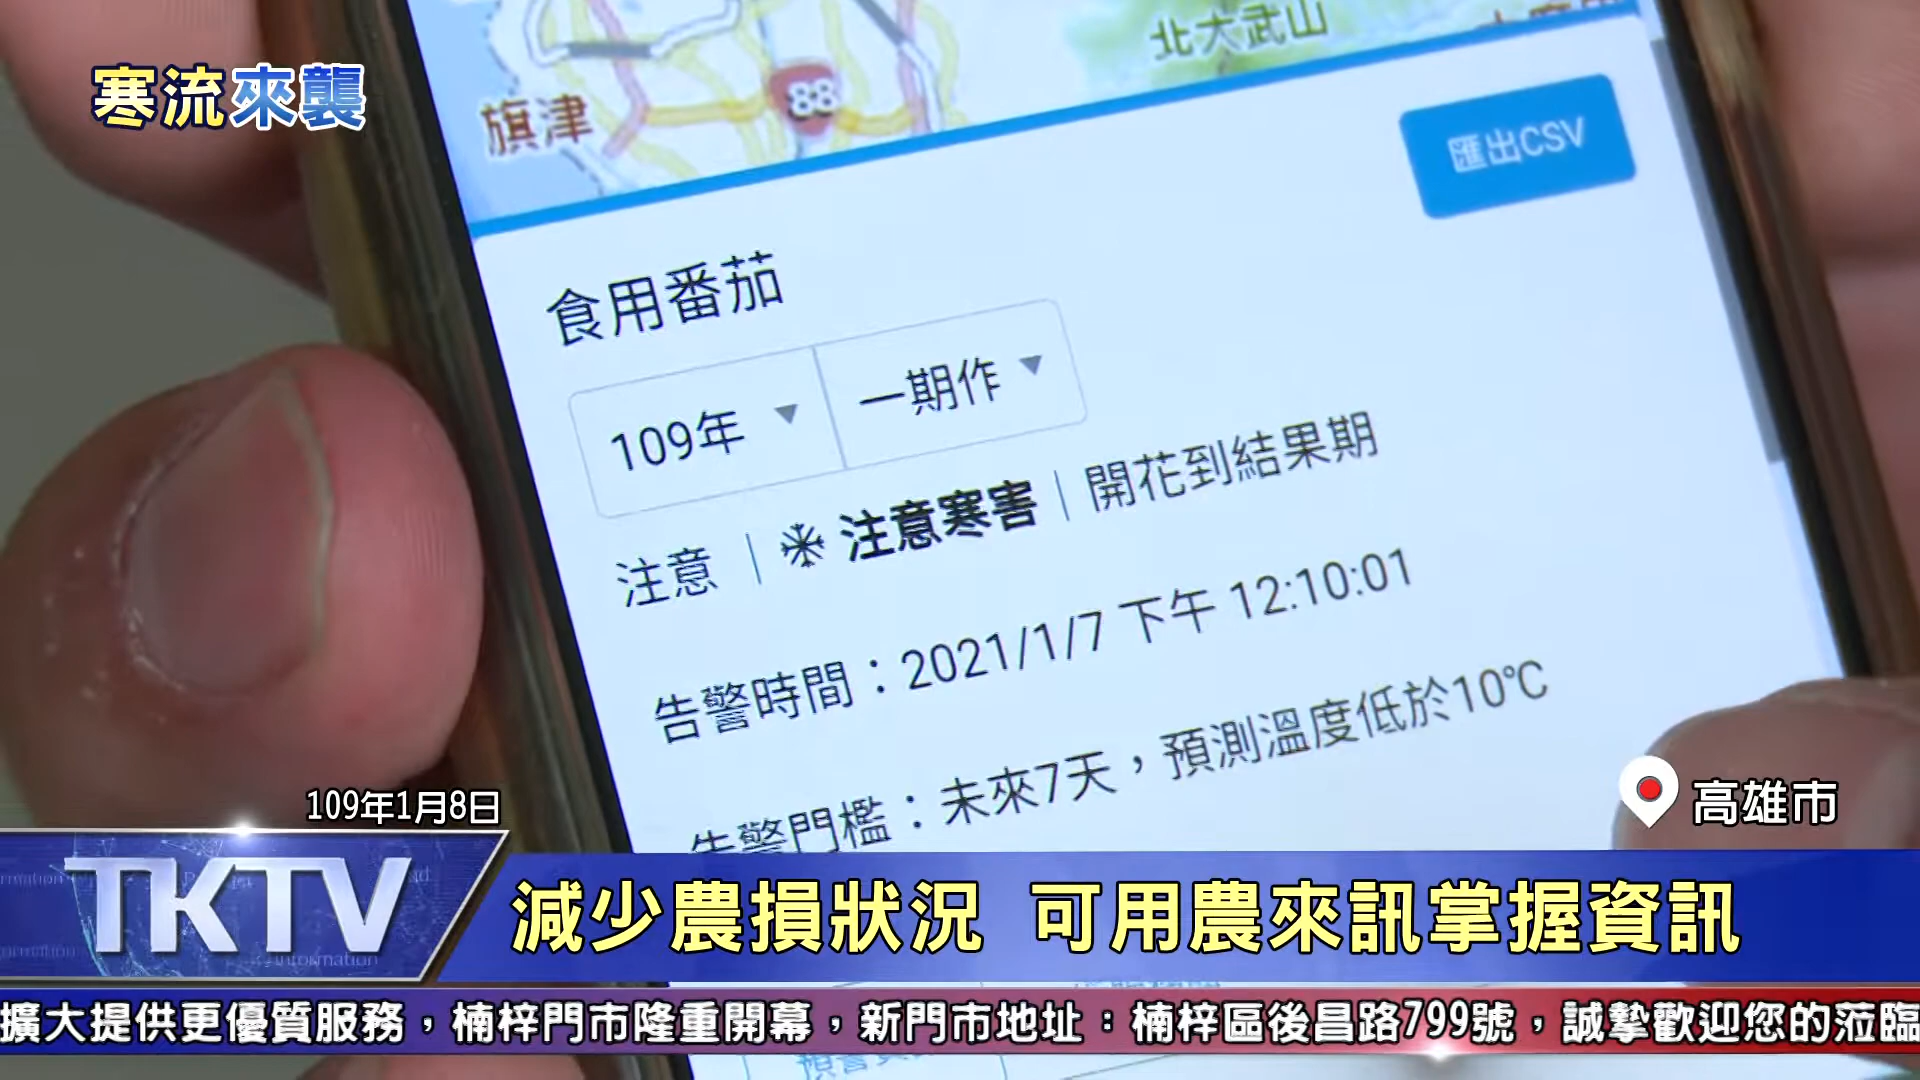 北大武山
寒流來襲
旗津
88
匯出CSV
食用番茄
109年
一期作
注意
注意寒害
開花到結果期
告警時間：2021/1/7 下午 12:10:01
告警門檻：未來7天，預測溫度低於10°C
109年1月8日
高雄市
TKTV
減少農損狀況 可用農來訊掌握資訊
擴大提供更優質服務，楠梓門市隆重開幕，新門市地址：楠梓區後昌路799號，誠摯歡迎您的蒞臨